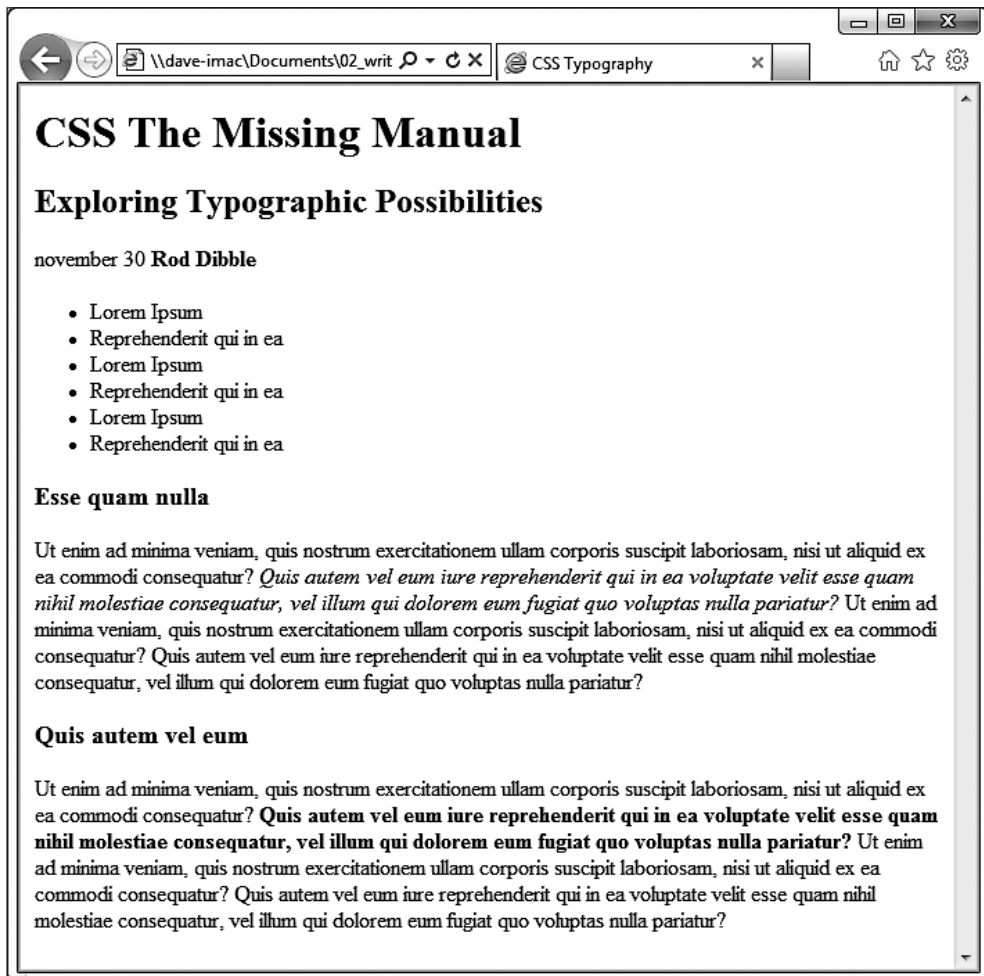 \\dave-imac\Documents\02_writ
CSS Typography
CSS The Missing Manual
Exploring Typographic Possibilities
november 30 Rod Dibble
Lorem Ipsum
Reprehenderit qui in ea
Lorem Ipsum
Reprehenderit qui in ea
Lorem Ipsum
Reprehenderit qui in ea
Esse quam nulla
Ut enim ad minima veniam, quis nostrum exercitationem ullam corporis suscipit laboriosam, nisi ut aliquid ex
ea commodi consequatur? Quis autem vel eum iure reprehenderit qui in ea voluptate velit esse quam
nihil molestiae consequatur, vel illum qui dolorem eum fugiat quo voluptas nulla pariatur? Ut enim ad
minima veniam, quis nostrum exercitationem ullam corporis suscipit laboriosam, nisi ut aliquid ex ea commodi
consequatur? Quis autem vel eum iure reprehenderit qui in ea voluptate velit esse quam nihil molestiae
consequatur, vel illum qui dolorem eum fugiat quo voluptas nulla pariatur?
Quis autem vel eum
Ut enim ad minima veniam, quis nostrum exercitationem ullam corporis suscipit laboriosam, nisi ut aliquid ex
ea commodi consequatur? Quis autem vel eum iure reprehenderit qui in ea voluptate velit esse quam
nihil molestiae consequatur, vel illum qui dolorem eum fugiat quo voluptas nulla pariatur? Ut enim
ad minima veniam, quis nostrum exercitationem ullam corporis suscipit laboriosam, nisi ut aliquid ex ea
commodi consequatur? Quis autem vel eum iure reprehenderit qui in ea voluptate velit esse quam nihil
molestiae consequatur, vel illum qui dolorem eum fugiat quo voluptas nulla pariatur?